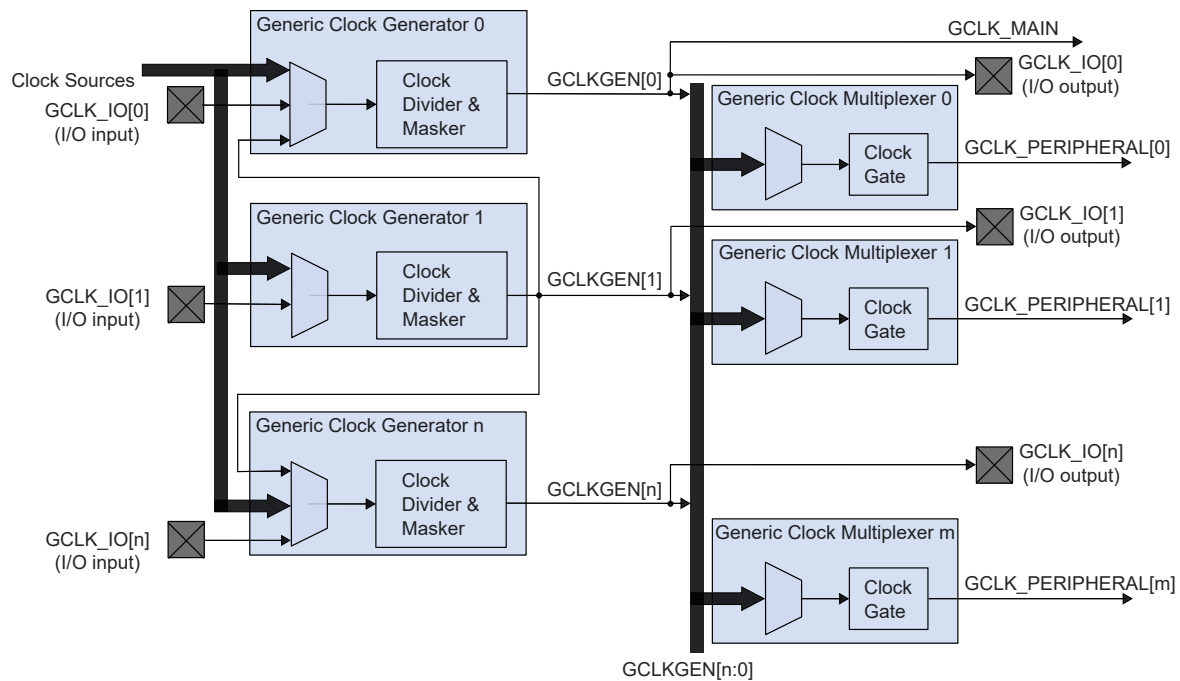 Generic Clock Generator 0
Clock Sources
GCLK_IO[0]
(I/O input)
Clock
Divider &
Masker
GCLKGEN[0]
GCLK_MAIN
GCLK_IO[0]
(I/O output)
Generic Clock Multiplexer 0
Clock
Gate
GCLK_PERIPHERAL[0]
Generic Clock Generator 1
GCLK_IO[1]
(I/O input)
Clock
Divider &
Masker
GCLKGEN[1]
GCLK_IO[1]
(I/O output)
Generic Clock Multiplexer 1
Clock
Gate
GCLK_PERIPHERAL[1]
Generic Clock Generator n
GCLK_IO[n]
(I/O input)
Clock
Divider &
Masker
GCLKGEN[n]
GCLK_IO[n]
(I/O output)
Generic Clock Multiplexer m
Clock
Gate
GCLK_PERIPHERAL[m]
GCLKGEN[n:0]